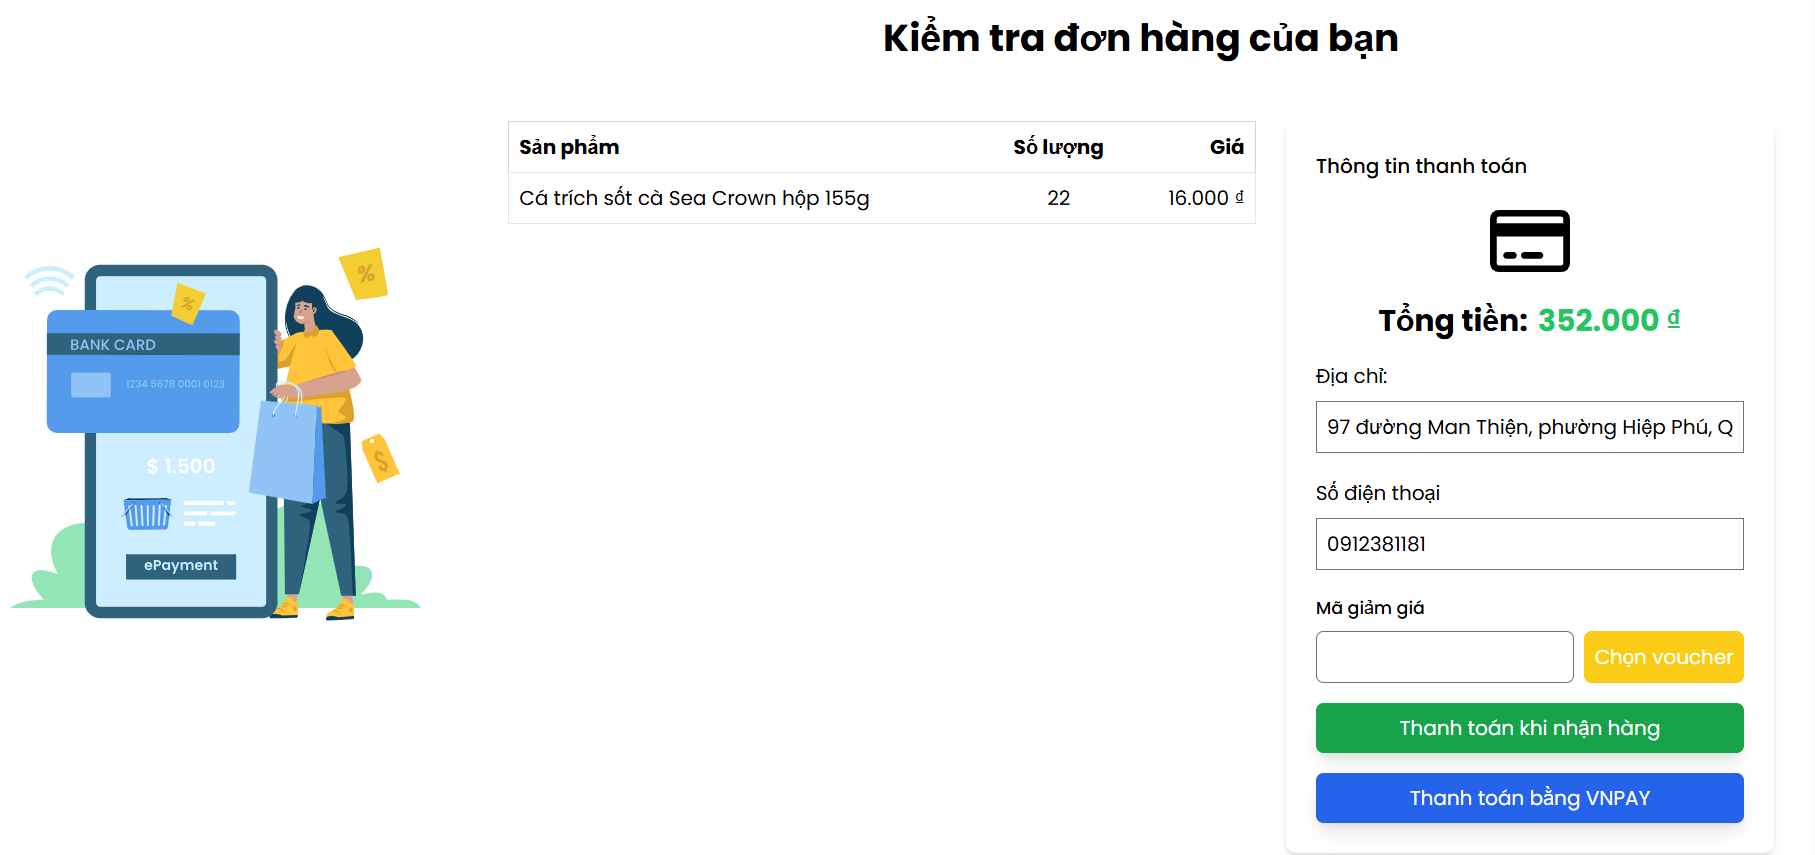 Kiểm tra đơn hàng của bạn
Sản phẩm Số lượng Giá
Cá trích sốt cà Sea Crown hộp 155g 22 16.000 ₫
Thông tin thanh toán
Tổng tiền: 352.000 ₫
Địa chỉ:
97 đường Man Thiện, phường Hiệp Phú, Q
Số điện thoại
0912381181
Mã giảm giá
Chọn voucher
Thanh toán khi nhận hàng
Thanh toán bằng VNPAY
%
%
BANK CARD
1234 5678 0001 0123
$ 1.500
$
ePayment